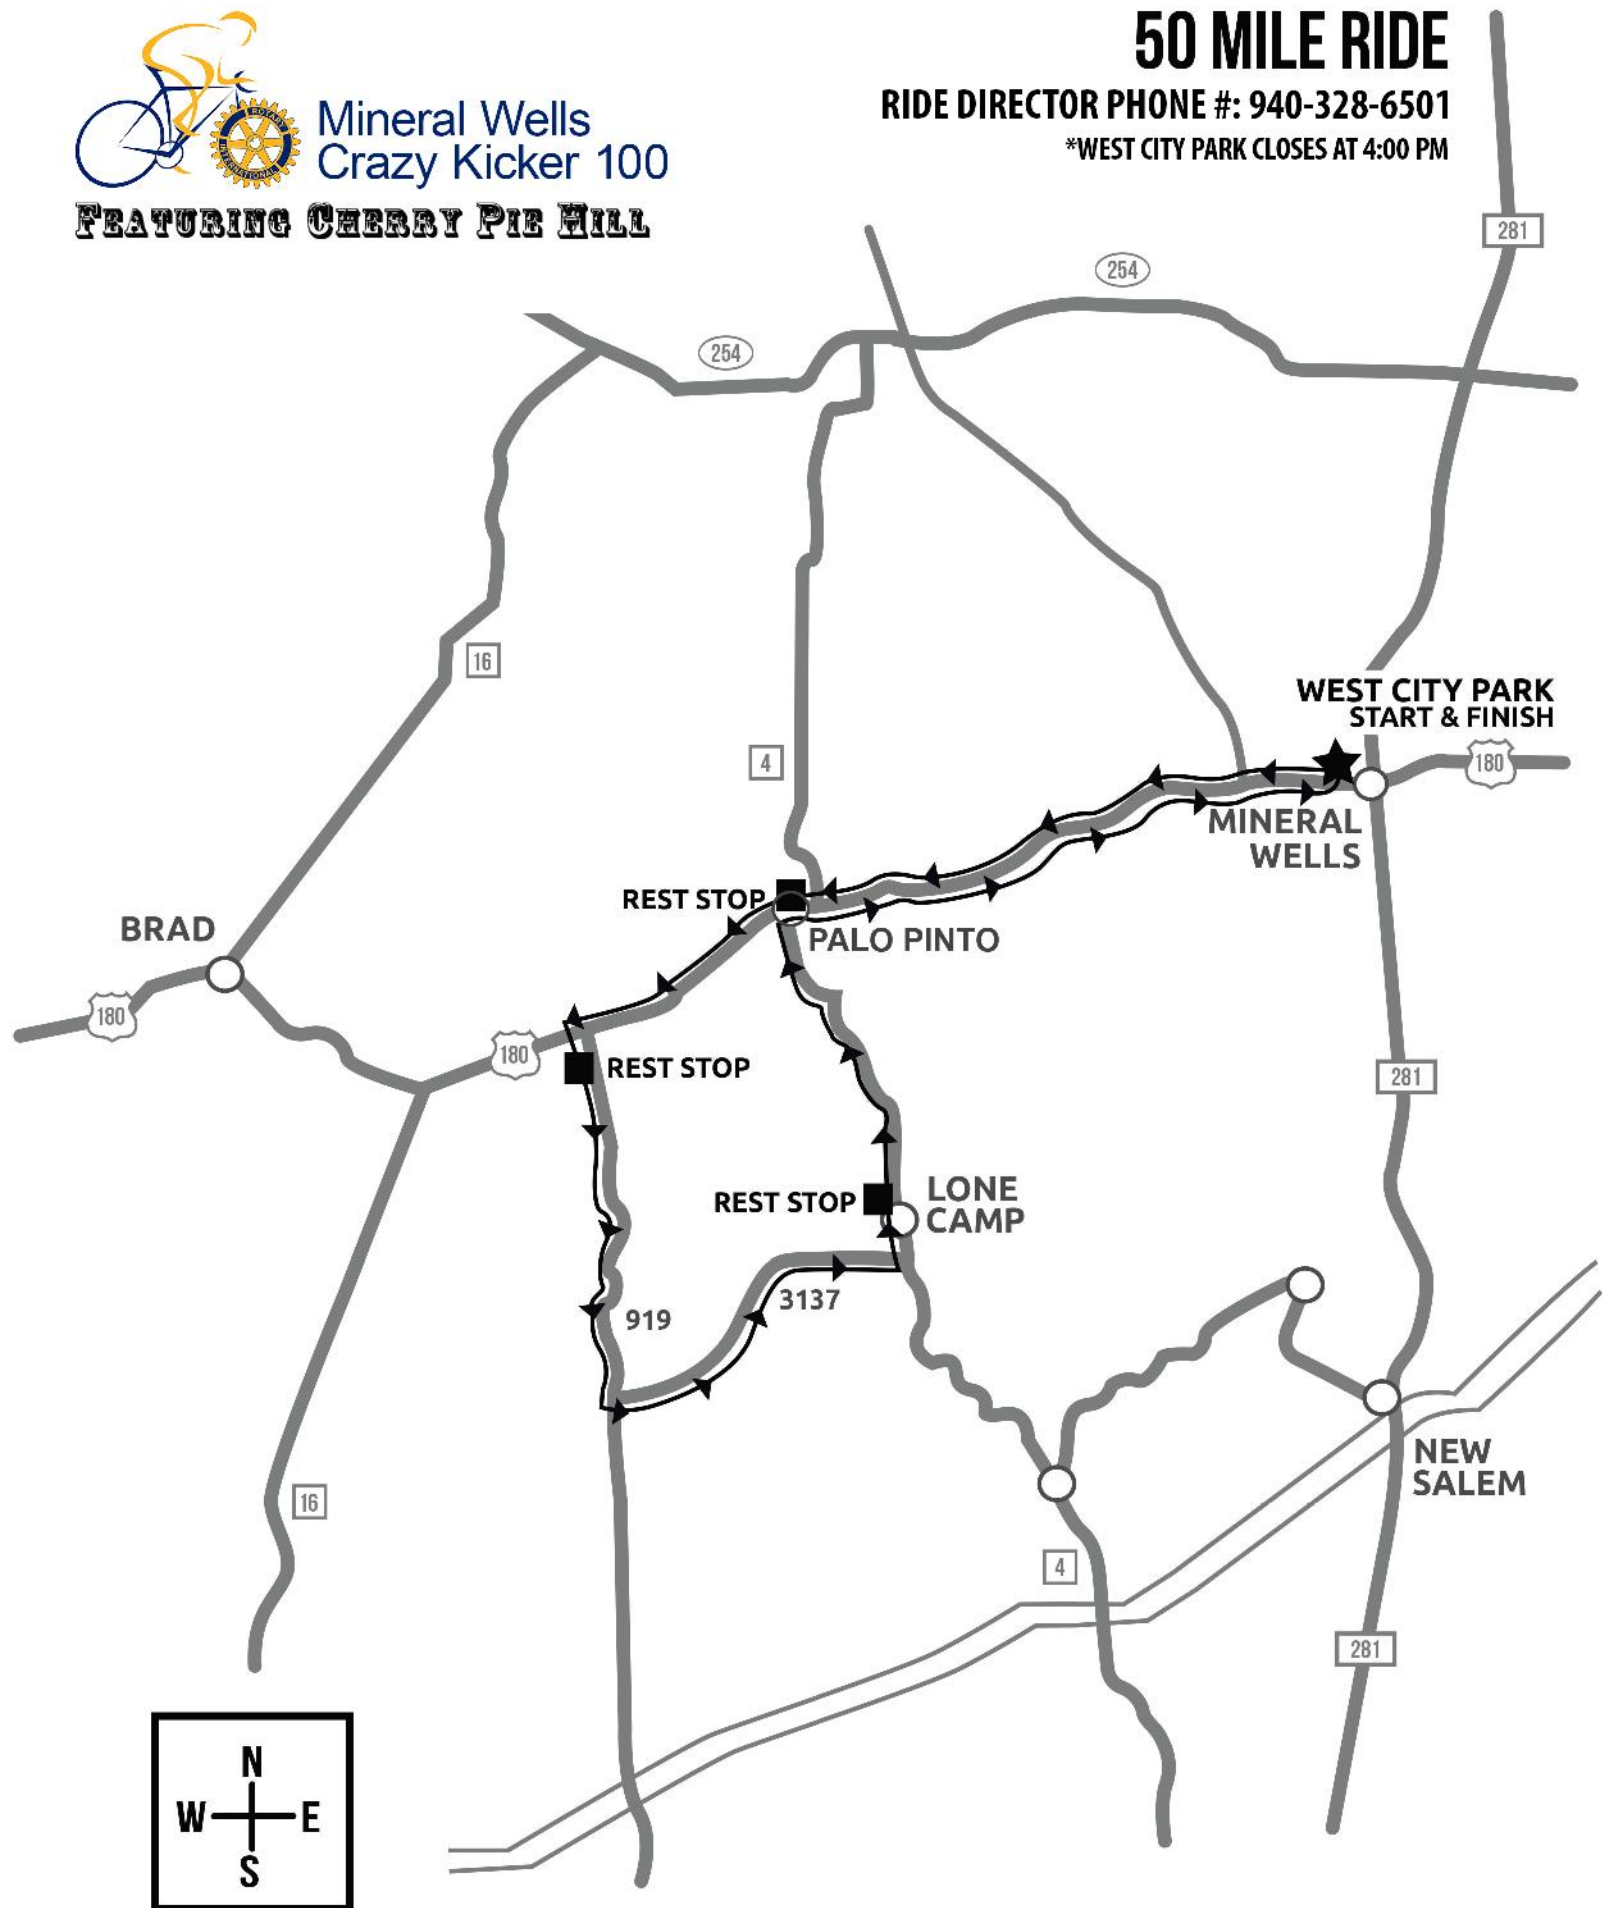 50 MILE RIDE
RIDE DIRECTOR PHONE #: 940-328-6501
*WEST CITY PARK CLOSES AT 4:00 PM
ROTARY
INTERNATIONAL
Mineral Wells
Crazy Kicker 100
FEATURING CHERRY PIE HILL
281
254
254
16
WEST CITY PARK
START & FINISH
4
180
MINERAL
WELLS
REST STOP
BRAD
PALO PINTO
180
180
REST STOP
281
LONE
CAMP
REST STOP
3137
919
NEW
SALEM
16
4
281
N
W E
S